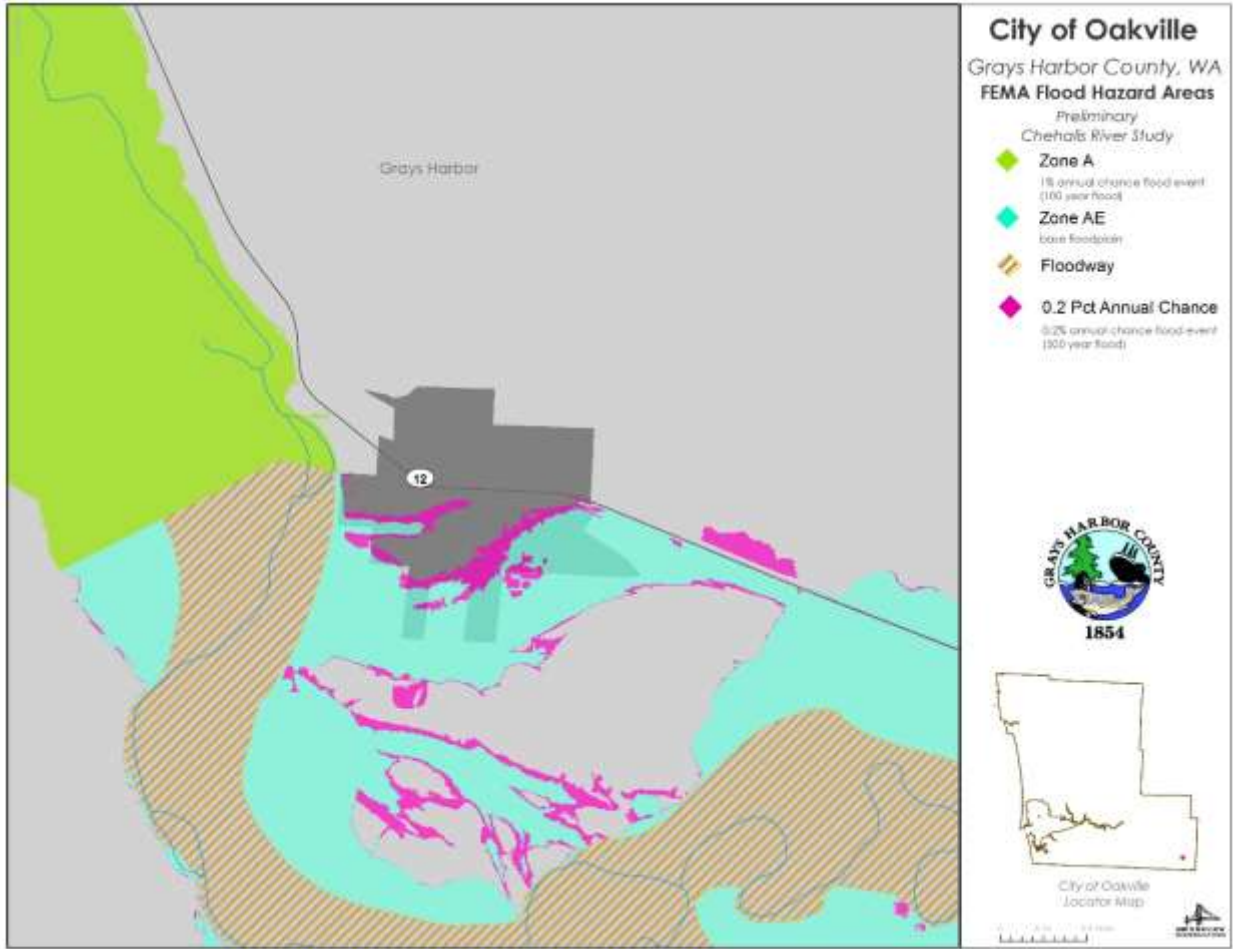 City of Oakville
Grays Harbor County, WA
FEMA Flood Hazard Areas
Preliminary
Chehalis River Study
Zone A
1% annual chance flood event
(100 year flood)
Zone AE
base floodplain
Floodway
0.2 Pct Annual Chance
0.2% annual chance flood event
(500 year flood)
Grays Harbor
12
GRAYS HARBOR COUNTY
1854
City of Oakville
Locator Map